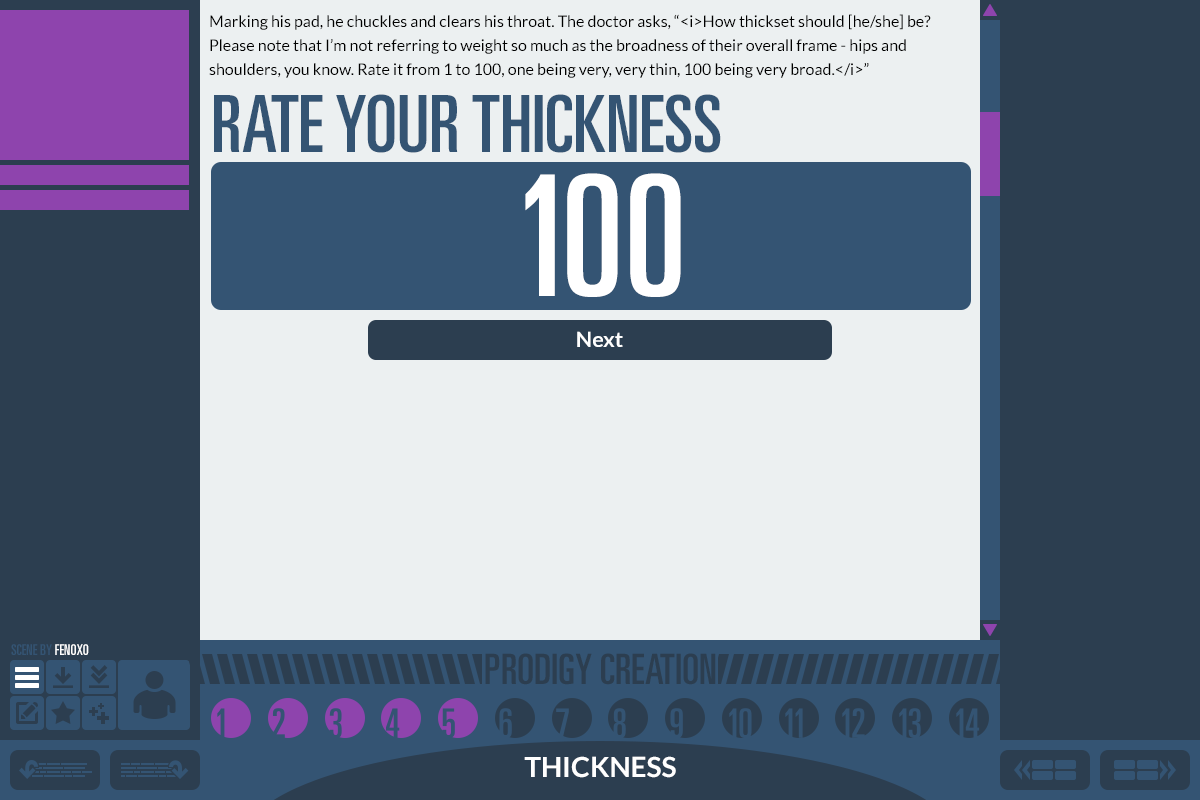 Marking his pad, he chuckles and clears his throat. The doctor asks, “<i>How thickset should [he/she] be?
Please note that I’m not referring to weight so much as the broadness of their overall frame - hips and
shoulders, you know. Rate it from 1 to 100, one being very, very thin, 100 being very broad.</i>”
RATE YOUR THICKNESS
100
Next
SCENE BY FENOXO
PRODIGY CREATION
1 2 3 4 5 6 7 8 9 10 11 12 13 14
THICKNESS